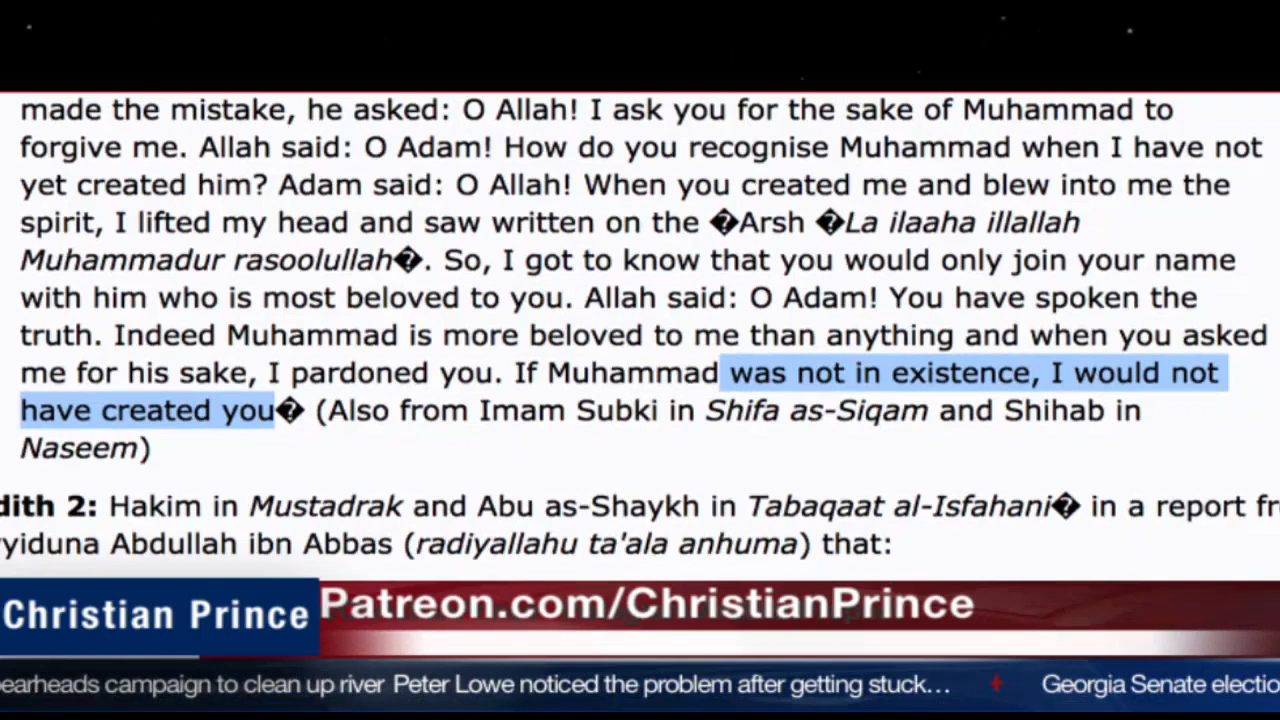 made the mistake, he asked: O Allah! I ask you for the sake of Muhammad to
forgive me. Allah said: O Adam! How do you recognise Muhammad when I have not
yet created him? Adam said: O Allah! When you created me and blew into me the
spirit, I lifted my head and saw written on the �Arsh �La ilaaha illallah
Muhammadur rasoolullah�. So, I got to know that you would only join your name
with him who is most beloved to you. Allah said: O Adam! You have spoken the
truth. Indeed Muhammad is more beloved to me than anything and when you asked
me for his sake, I pardoned you. If Muhammad was not in existence, I would not
have created you� (Also from Imam Subki in Shifa as-Siqam and Shihab in
Naseem)
dith 2: Hakim in Mustadrak and Abu as-Shaykh in Tabaqaat al-Isfahani� in a report fr
yyiduna Abdullah ibn Abbas (radiyallahu ta'ala anhuma) that:
Christian Prince
Patreon.com/ChristianPrince
earheads campaign to clean up river Peter Lowe noticed the problem after getting stuck... + Georgia Senate electio